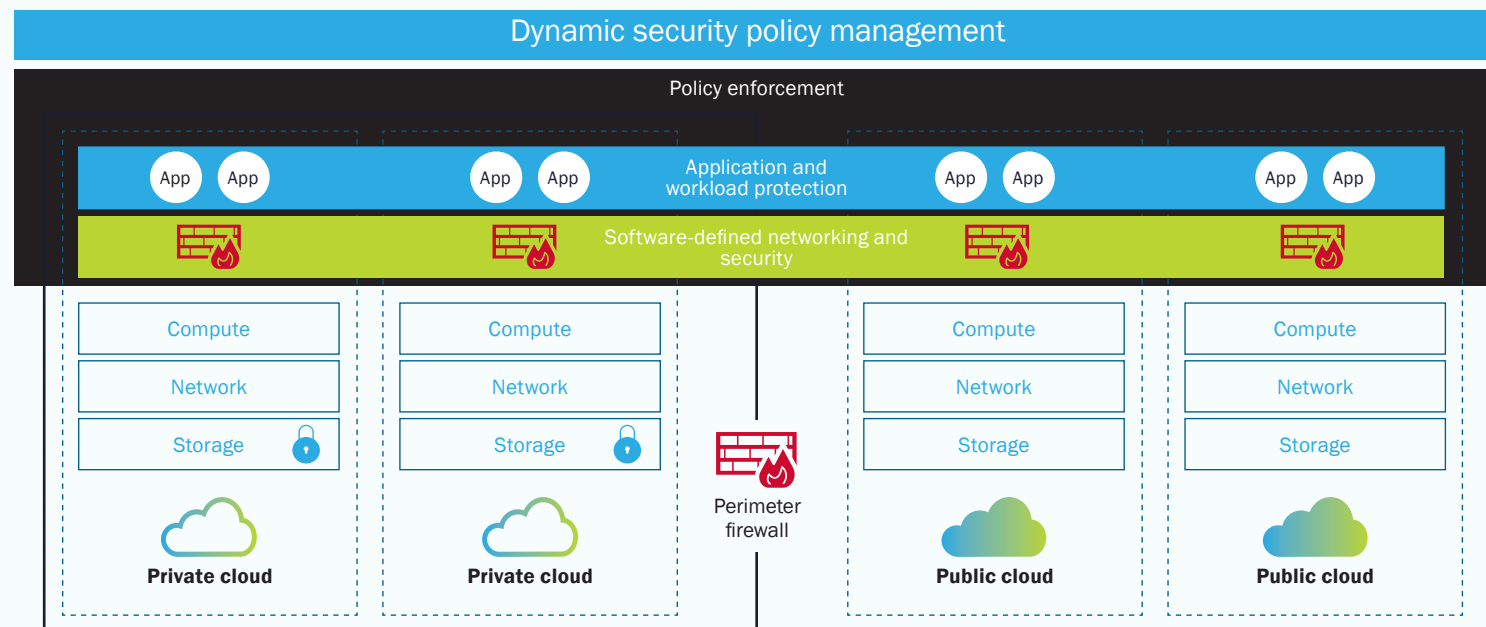 Dynamic security policy management
Policy enforcement
App App App App Application and
workload protection App App App App
Software-defined networking and
security
Compute Compute Compute Compute
Network Network Network Network
Storage Storage Storage Storage
Perimeter
firewall
Private cloud Private cloud Public cloud Public cloud